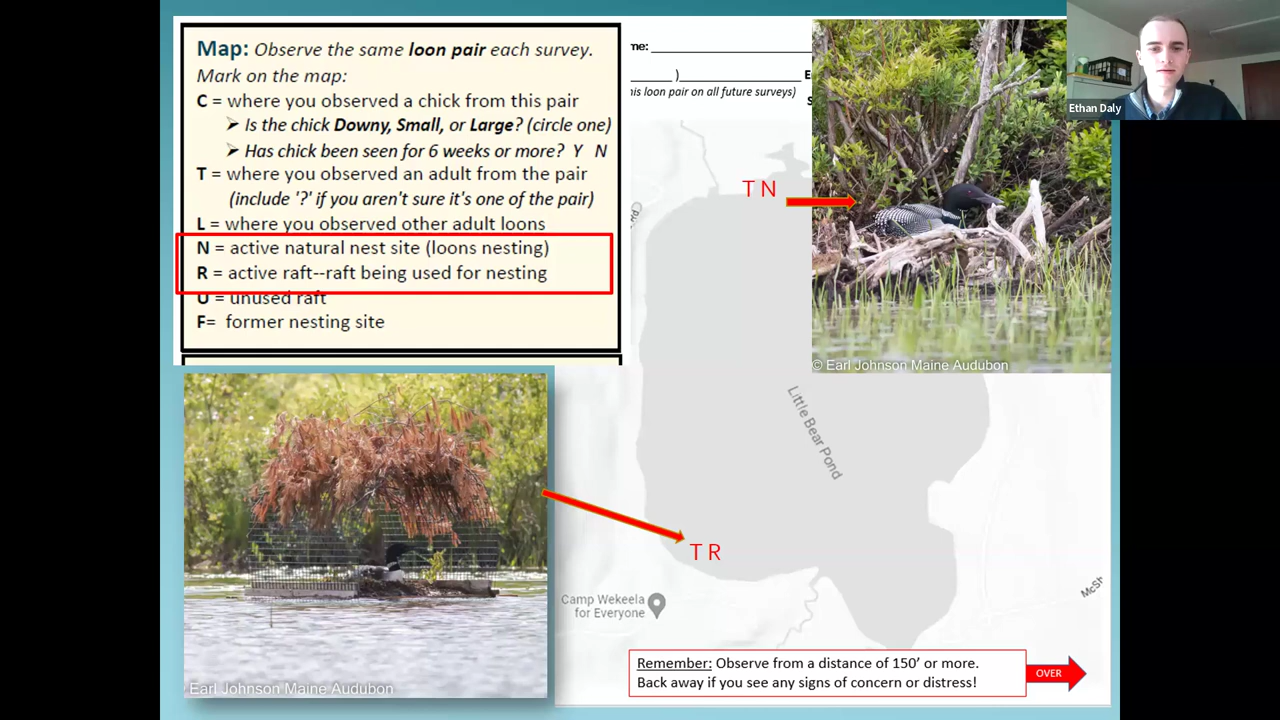 Map: Observe the same loon pair each survey.
Mark on the map:
C = where you observed a chick from this pair
➢ Is the chick Downy, Small, or Large? (circle one)
➢ Has chick been seen for 6 weeks or more? Y N
T = where you observed an adult from the pair
(include '?' if you aren't sure it's one of the pair)
L = where you observed other adult loons
N = active natural nest site (loons nesting)
R = active raft--raft being used for nesting
U = unused raft
F= former nesting site
me: ____________________
______ )__________________ E
his loon pair on all future surveys)
S
T N
© Earl Johnson Maine Audubon
Ethan Daly
Rd
Little Bear Pond
T R
Camp Wekeela
for Everyone
McSh
Earl Johnson Maine Audubon
Remember: Observe from a distance of 150' or more.
Back away if you see any signs of concern or distress!
OVER